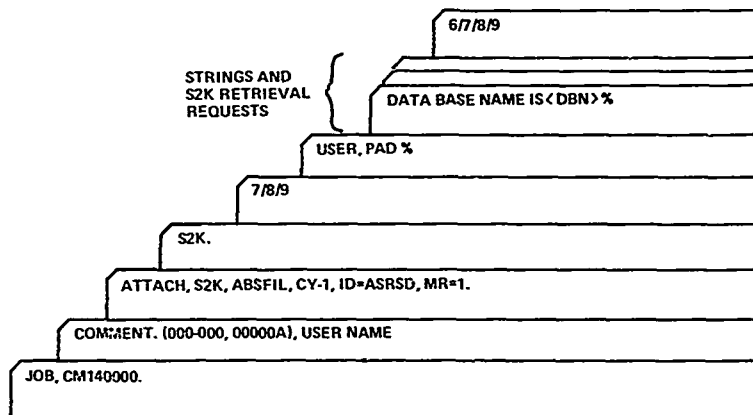 6/7/8/9
STRINGS AND
S2K RETRIEVAL
REQUESTS
DATA BASE NAME IS<DBN>%
USER, PAD %
7/8/9
S2K.
ATTACH, S2K, ABSFIL, CY-1, ID=ASRSD, MR=1.
COMMENT. (000-000, 00000A), USER NAME
JOB, CM140000.